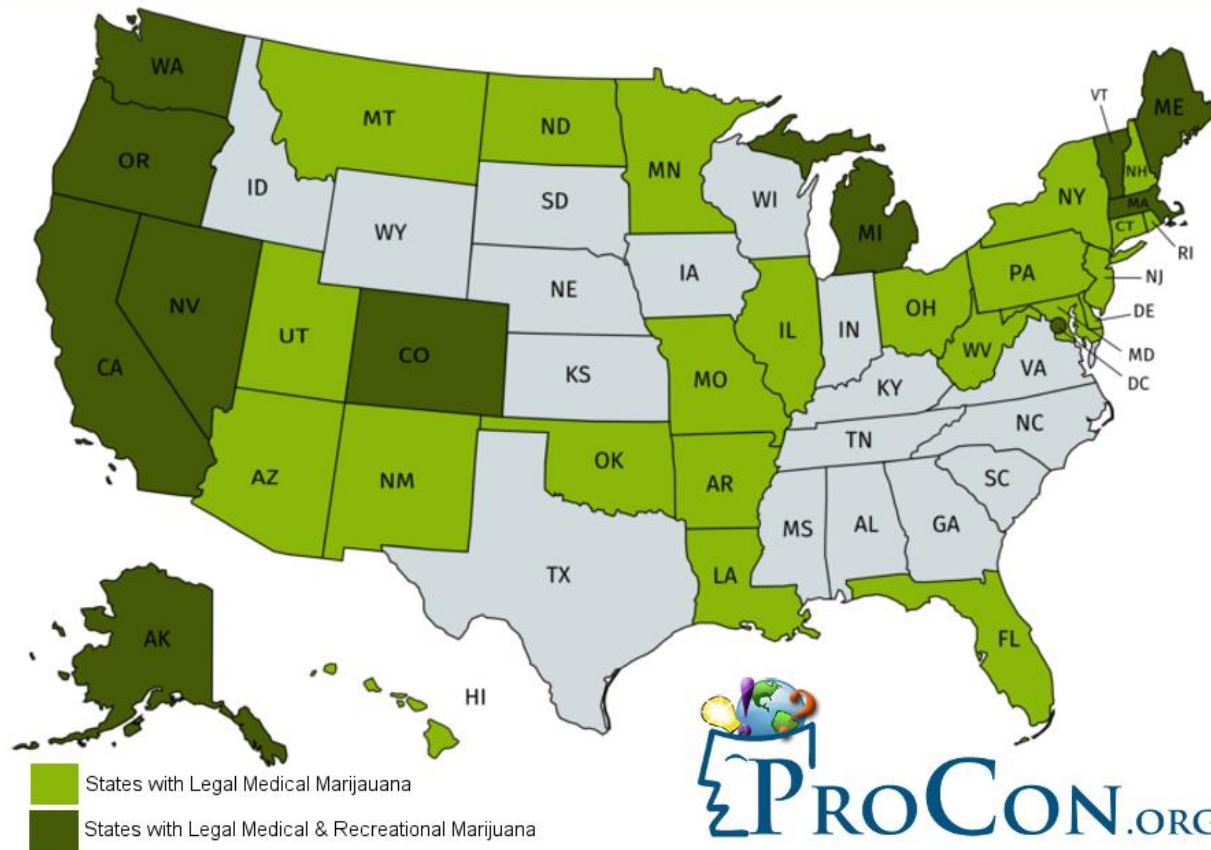 WA
MT
ND
MN
VT
ME
OR
ID
SD
WI
NH
NY
MA
WY
MI
CT
RI
IA
PA
NJ
NE
NV
OH
DE
UT
IL
IN
CO
WV
MD
CA
KS
MO
VA
DC
KY
NC
TN
OK
AZ
NM
AR
SC
MS
AL
GA
TX
LA
AK
FL
HI
States with Legal Medical Marijauana
States with Legal Medical & Recreational Marijuana
PROCON.ORG